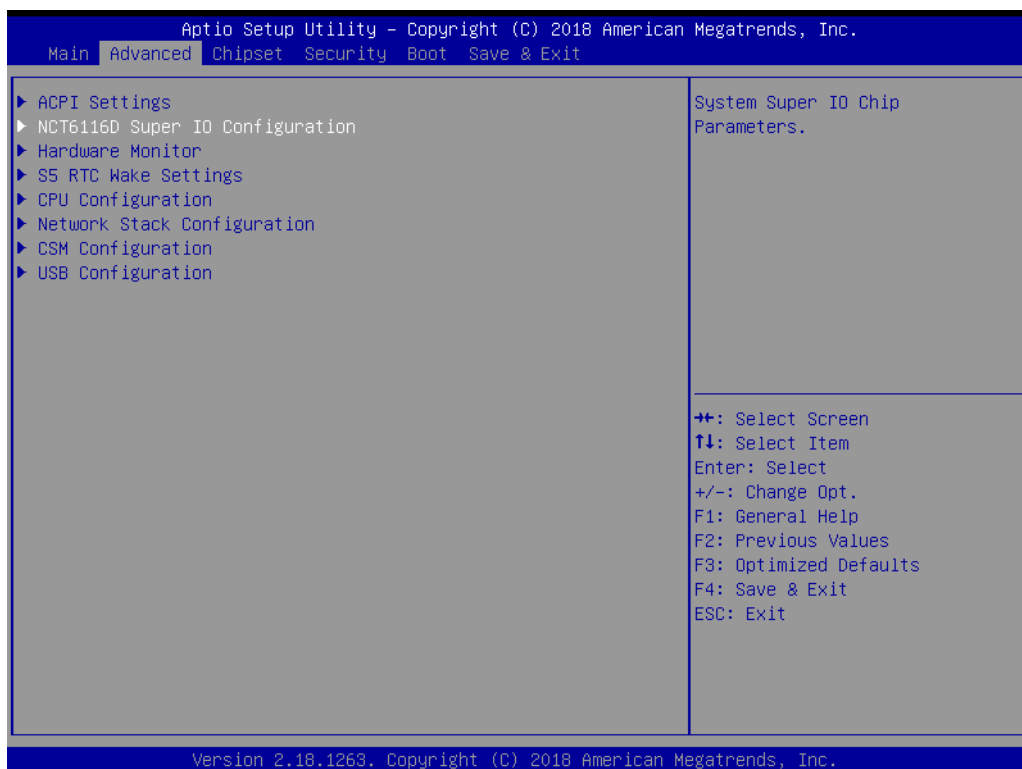 Aptio Setup Utility – Copyright (C) 2018 American Megatrends, Inc.
Main Advanced Chipset Security Boot Save & Exit
▶ ACPI Settings
▶ NCT6116D Super IO Configuration
▶ Hardware Monitor
▶ S5 RTC Wake Settings
▶ CPU Configuration
▶ Network Stack Configuration
▶ CSM Configuration
▶ USB Configuration
System Super IO Chip
Parameters.
→←: Select Screen
↑↓: Select Item
Enter: Select
+/-: Change Opt.
F1: General Help
F2: Previous Values
F3: Optimized Defaults
F4: Save & Exit
ESC: Exit
Version 2.18.1263. Copyright (C) 2018 American Megatrends, Inc.